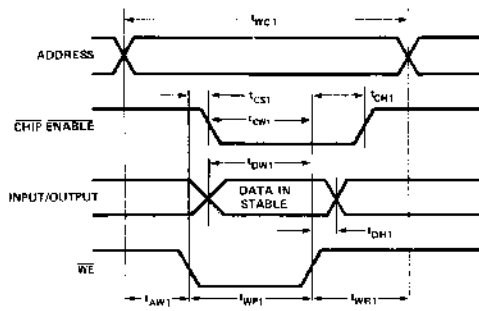 tWC1
ADDRESS
tCS1
tCH1
CHIP ENABLE
tCW1
tDW1
INPUT/OUTPUT
DATA IN
STABLE
tDH1
WE
tAW1
tWP1
tWR1